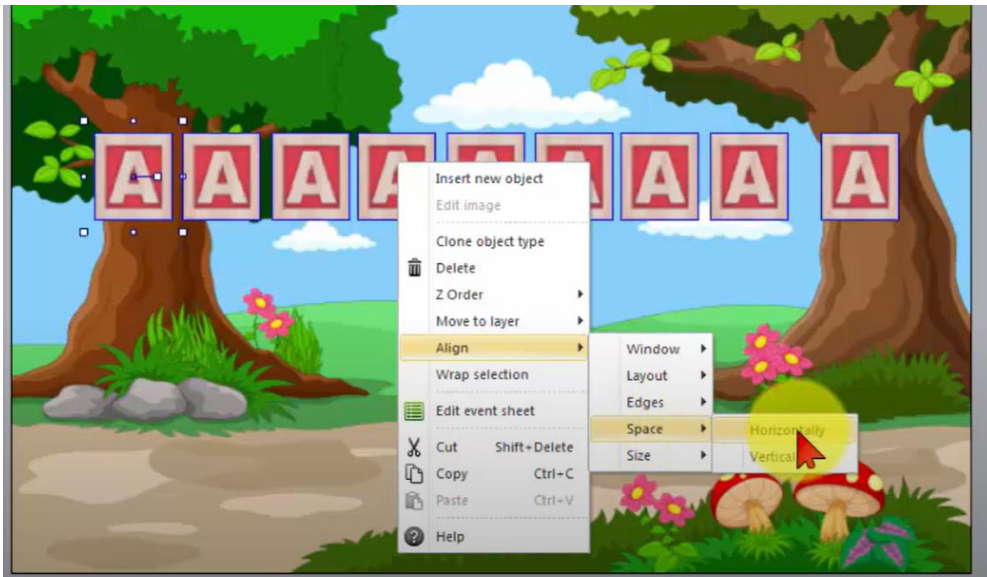 A A A A A A A A A
Insert new object
Edit image
Clone object type
Delete
Z Order
Move to layer
Align
Wrap selection
Edit event sheet
Cut Shift+Delete
Copy Ctrl+C
Paste Ctrl+V
Help
Window
Layout
Edges
Space
Size
Horizontally